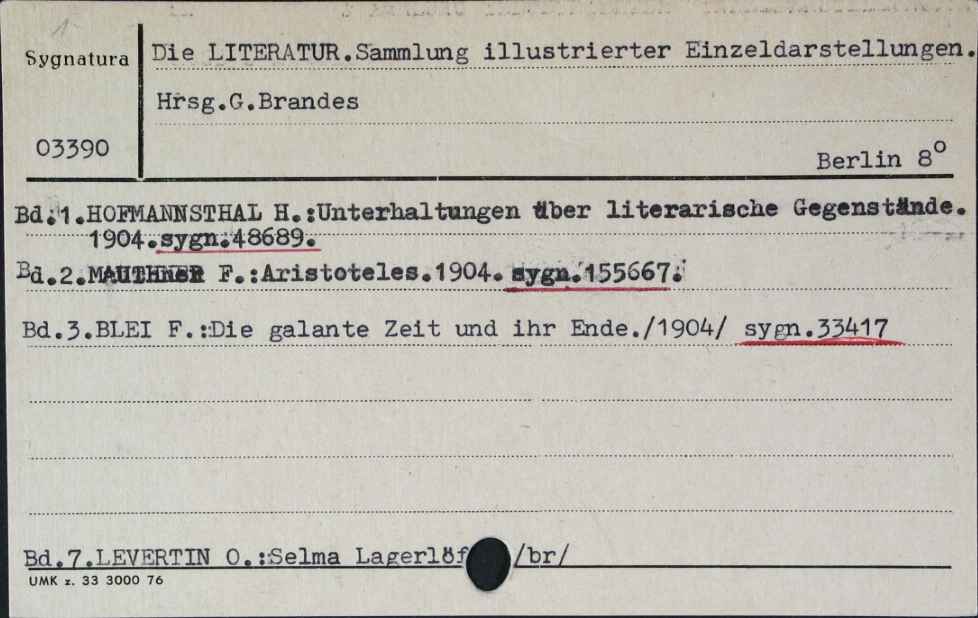 Sygnatura
Die LITERATUR.Sammlung illustrierter Einzeldarstellungen.
Hrsg.G.Brandes
03390
Berlin 8°
Bd.1.HOFMANNSTHAL H.:Unterhaltungen über literarische Gegenstände.
1904.sygn.48689.
Bd.2.MAUTHNER F.:Aristoteles.1904. sygn.155667.
Bd.3.BLEI F.:Die galante Zeit und ihr Ende./1904/ sygn.33417
Bd.7.LEVERTIN O.:Selma Lagerlöf /br/
UMK z. 33 3000 76